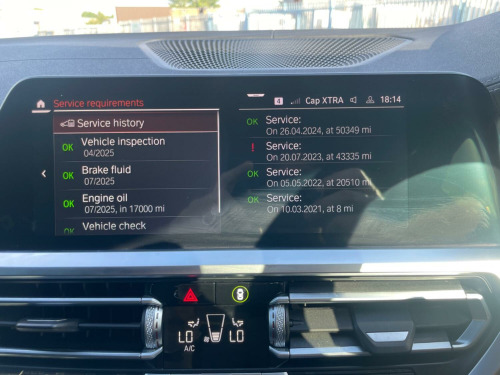 Service requirements
4 Cap XTRA 18:14
Service history
OK Vehicle inspection
04/2025
OK Brake fluid
07/2025
OK Engine oil
07/2025, in 17000 mi
OK Vehicle check
OK Service:
On 26.04.2024, at 50349 mi
! Service:
On 20.07.2023, at 43335 mi
OK Service:
On 05.05.2022, at 20510 mi
OK Service:
On 10.03.2021, at 8 mi
LO LO
A/C